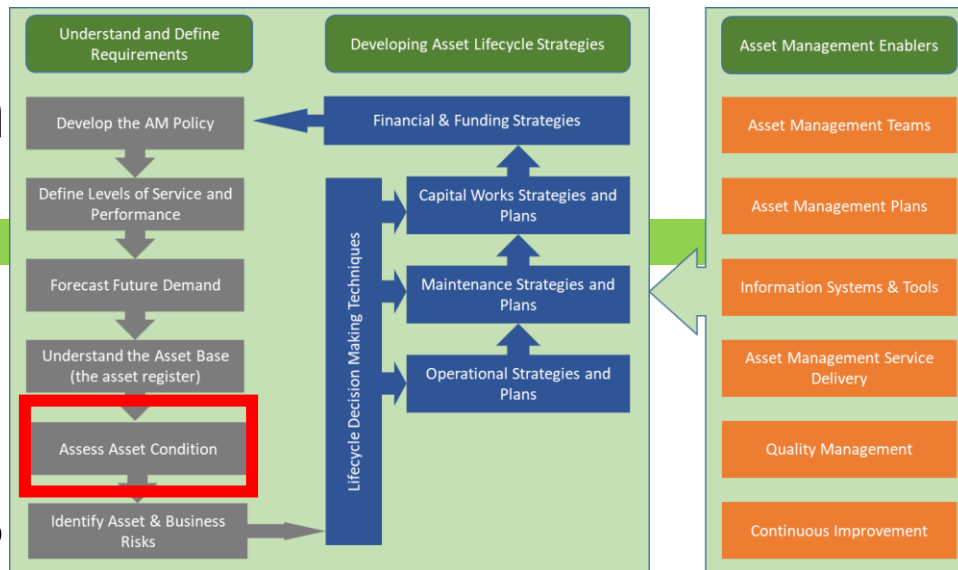 Understand and Define
Requirements
Develop the AM Policy
Define Levels of Service and
Performance
Forecast Future Demand
Understand the Asset Base
(the asset register)
Assess Asset Condition
Identify Asset & Business
Risks
Developing Asset Lifecycle Strategies
Financial & Funding Strategies
Lifecycle Decision Making Techniques
Capital Works Strategies and
Plans
Maintenance Strategies and
Plans
Operational Strategies and
Plans
Asset Management Enablers
Asset Management Teams
Asset Management Plans
Information Systems & Tools
Asset Management Service
Delivery
Quality Management
Continuous Improvement